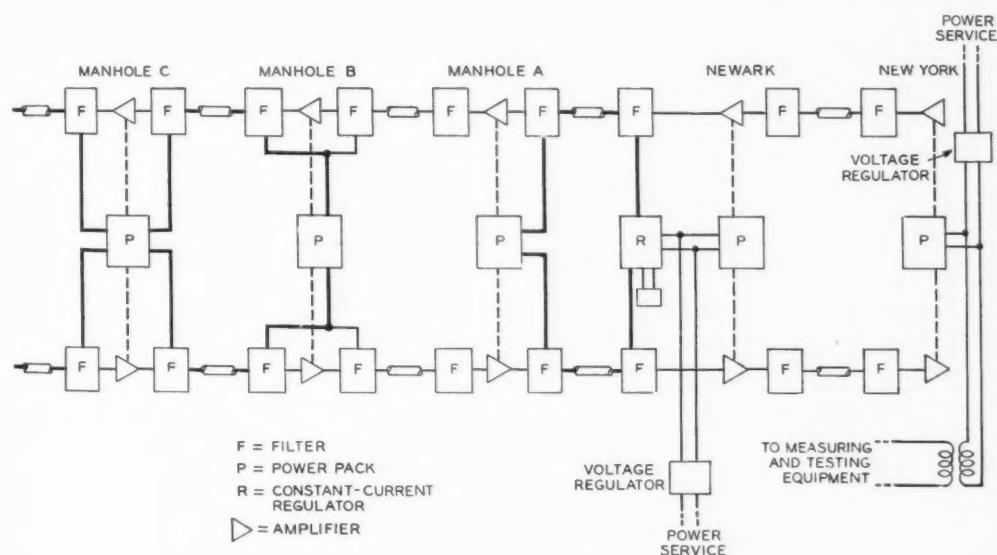 POWER
SERVICE
MANHOLE C
MANHOLE B
MANHOLE A
NEWARK
NEW YORK
F
F
F
F
F
F
F
F
F
VOLTAGE
REGULATOR
P
P
P
R
P
P
F
F
F
F
F
F
F
F
F
F = FILTER
P = POWER PACK
R = CONSTANT-CURRENT
REGULATOR
= AMPLIFIER
VOLTAGE
REGULATOR
POWER
SERVICE
TO MEASURING
AND TESTING
EQUIPMENT